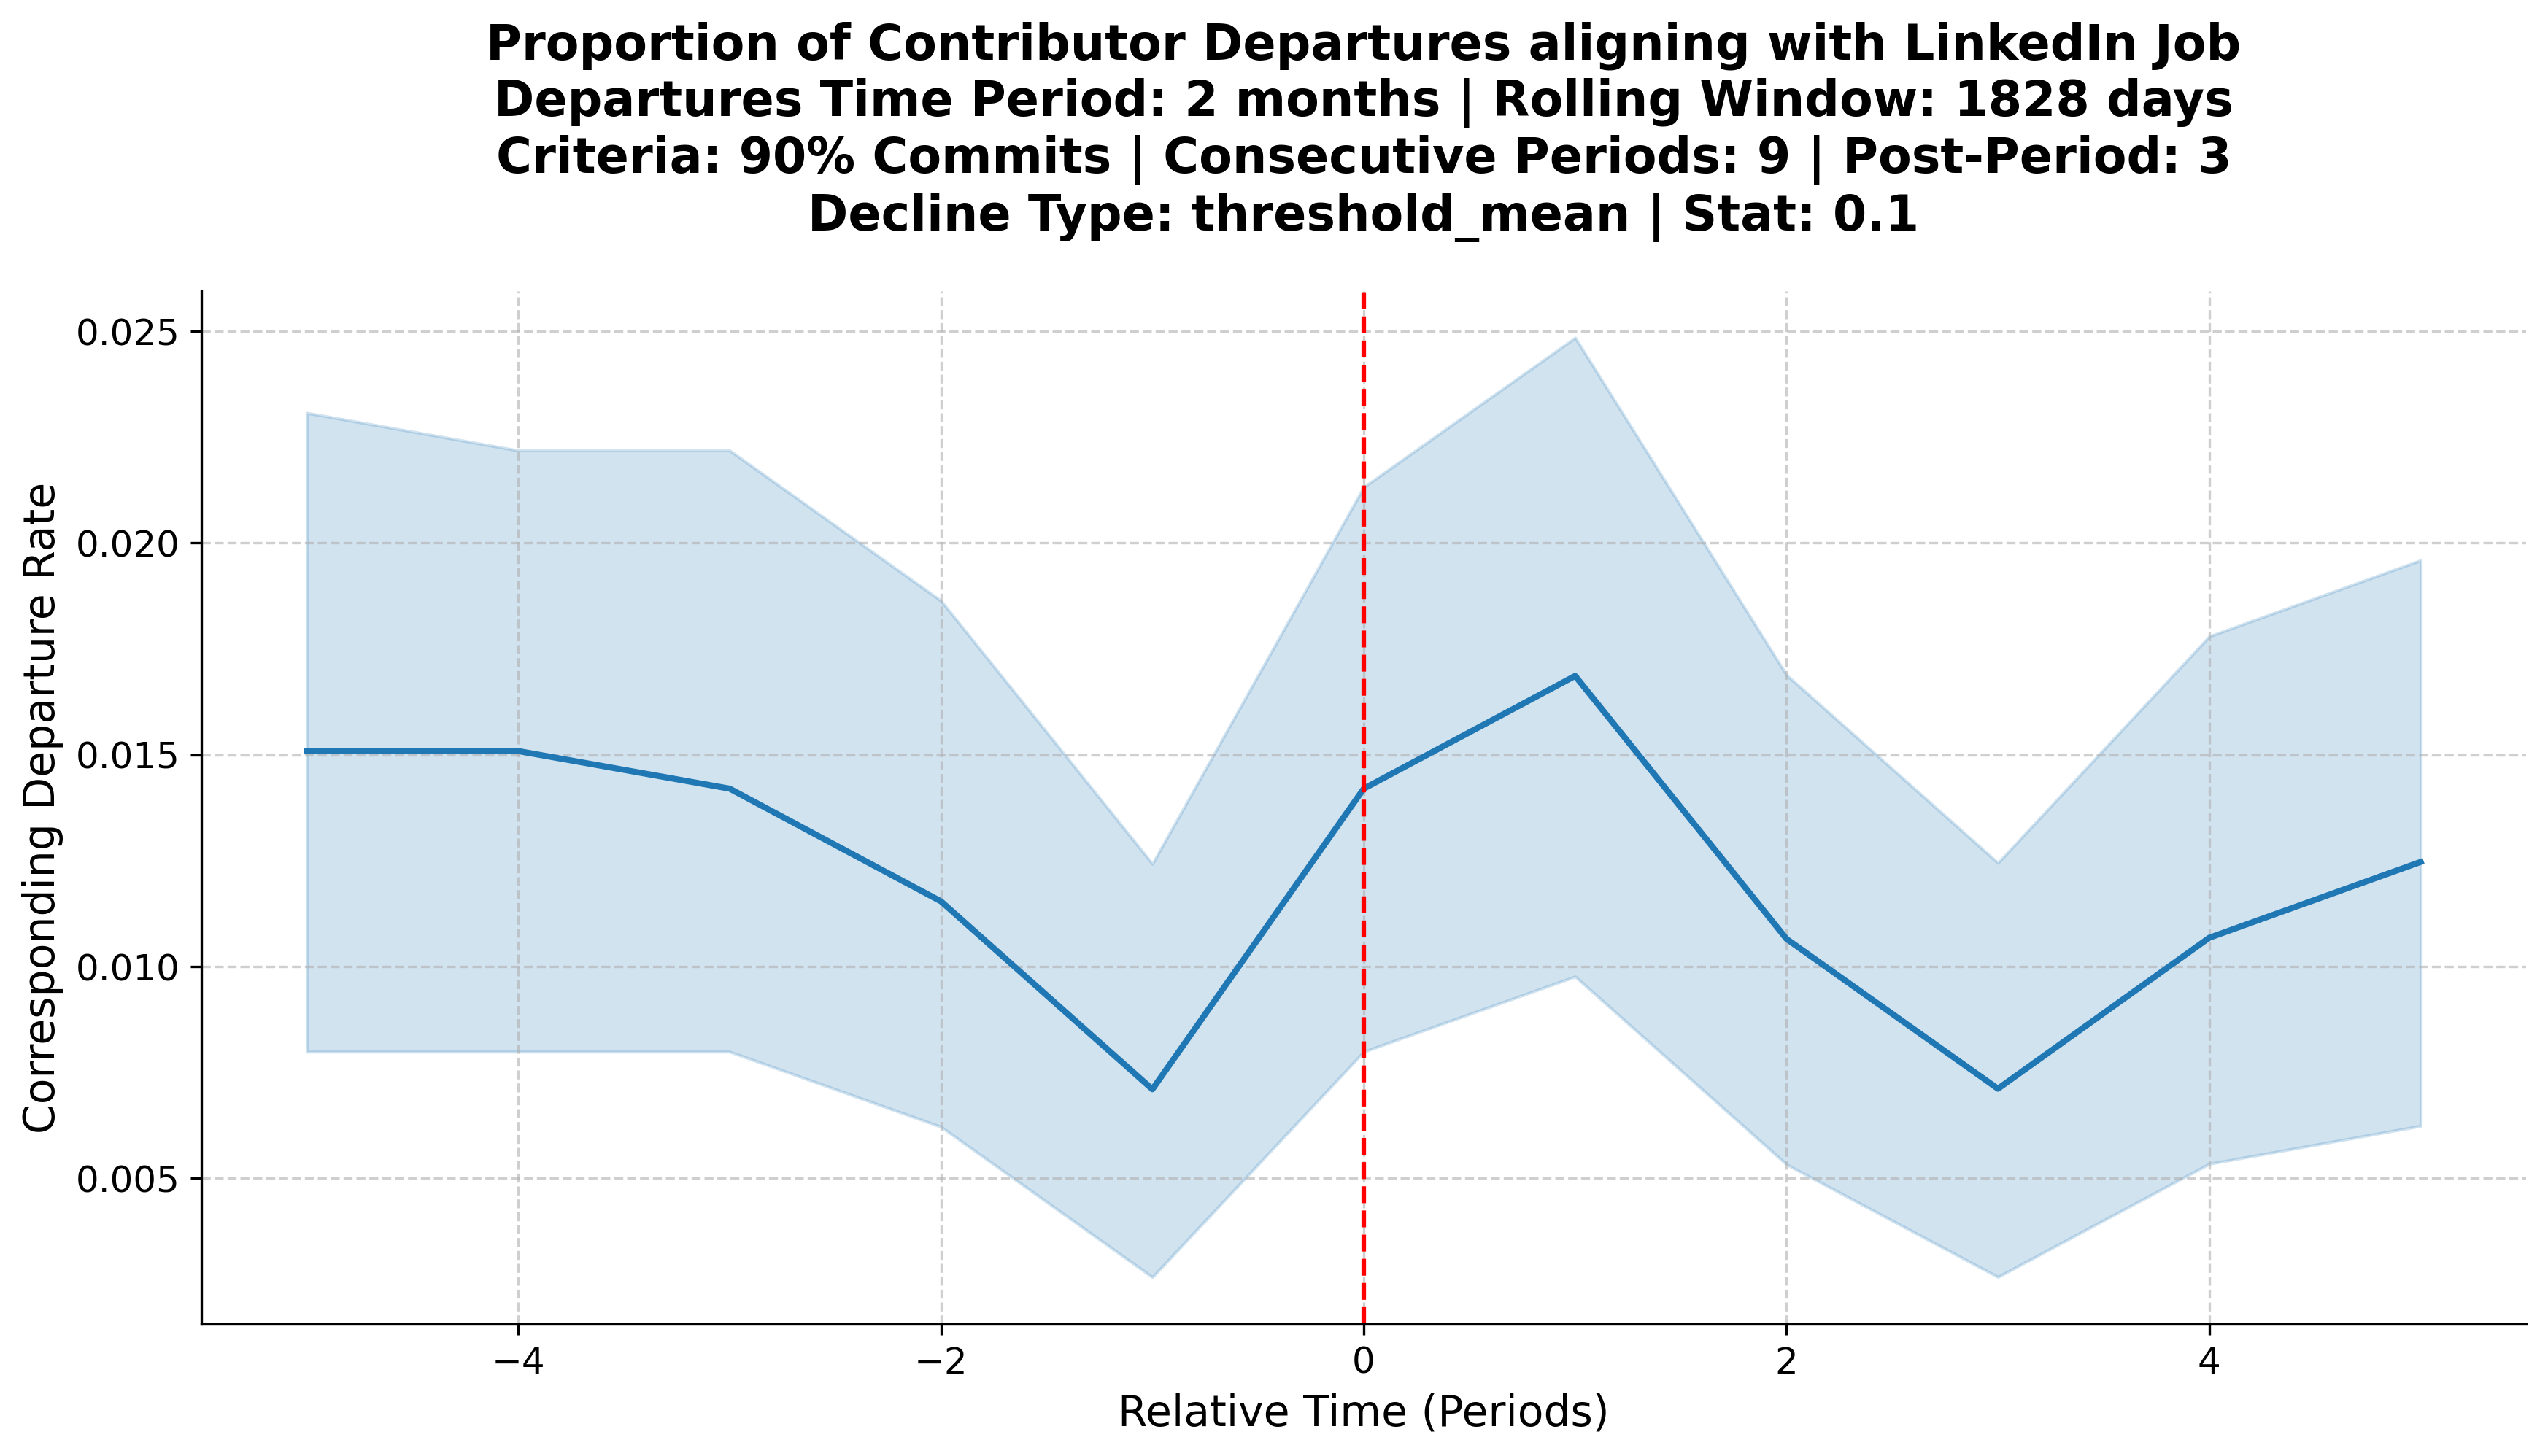 Proportion of Contributor Departures aligning with LinkedIn Job
Departures Time Period: 2 months | Rolling Window: 1828 days
Criteria: 90% Commits | Consecutive Periods: 9 | Post-Period: 3
Decline Type: threshold_mean | Stat: 0.1
Corresponding Departure Rate
0.025
0.020
0.015
0.010
0.005
−4
−2
0
2
4
Relative Time (Periods)